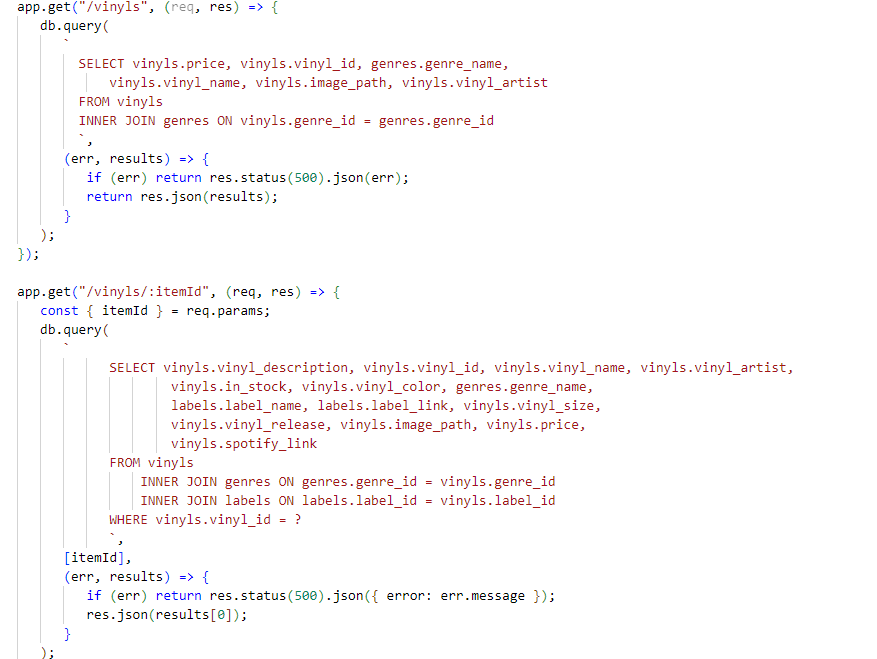 app.get("/vinyls", (req, res) => {
db.query(
`
SELECT vinyls.price, vinyls.vinyl_id, genres.genre_name,
vinyls.vinyl_name, vinyls.image_path, vinyls.vinyl_artist
FROM vinyls
INNER JOIN genres ON vinyls.genre_id = genres.genre_id
`,
(err, results) => {
if (err) return res.status(500).json(err);
return res.json(results);
}
);
});
app.get("/vinyls/:itemId", (req, res) => {
const { itemId } = req.params;
db.query(
`
SELECT vinyls.vinyl_description, vinyls.vinyl_id, vinyls.vinyl_name, vinyls.vinyl_artist,
vinyls.in_stock, vinyls.vinyl_color, genres.genre_name,
labels.label_name, labels.label_link, vinyls.vinyl_size,
vinyls.vinyl_release, vinyls.image_path, vinyls.price,
vinyls.spotify_link
FROM vinyls
INNER JOIN genres ON genres.genre_id = vinyls.genre_id
INNER JOIN labels ON labels.label_id = vinyls.label_id
WHERE vinyls.vinyl_id = ?
`,
[itemId],
(err, results) => {
if (err) return res.status(500).json({ error: err.message });
res.json(results[0]);
}
);